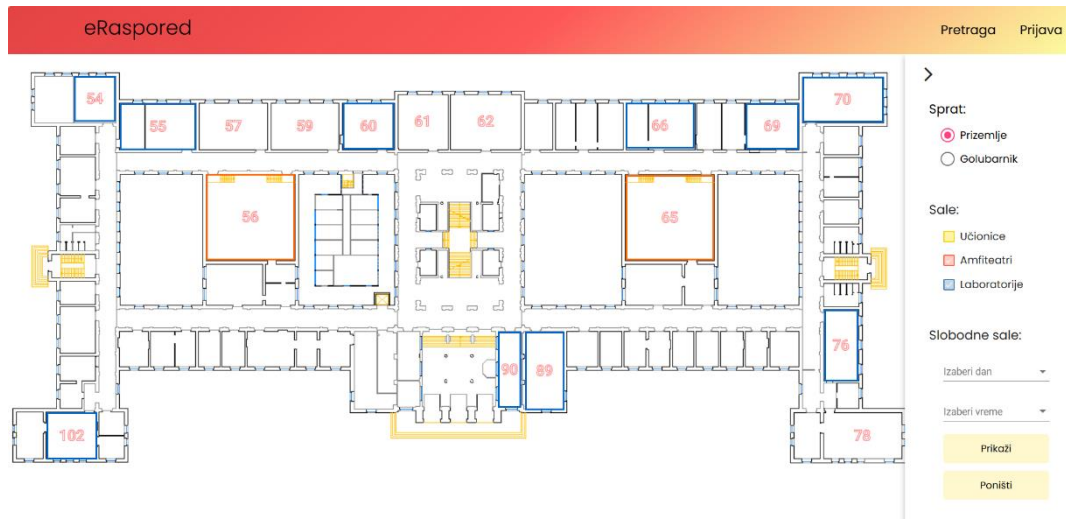 eRaspored
Pretraga Prijava
54
55 57 59 60 61 62 66 69
70
56 65
76
90 89
102 78
Sprat:
Prizemlje
Golubarnik
Sale:
Učionice
Amfiteatri
Laboratorije
Slobodne sale:
Izaberi dan
Izaberi vreme
Prikaži
Poništi